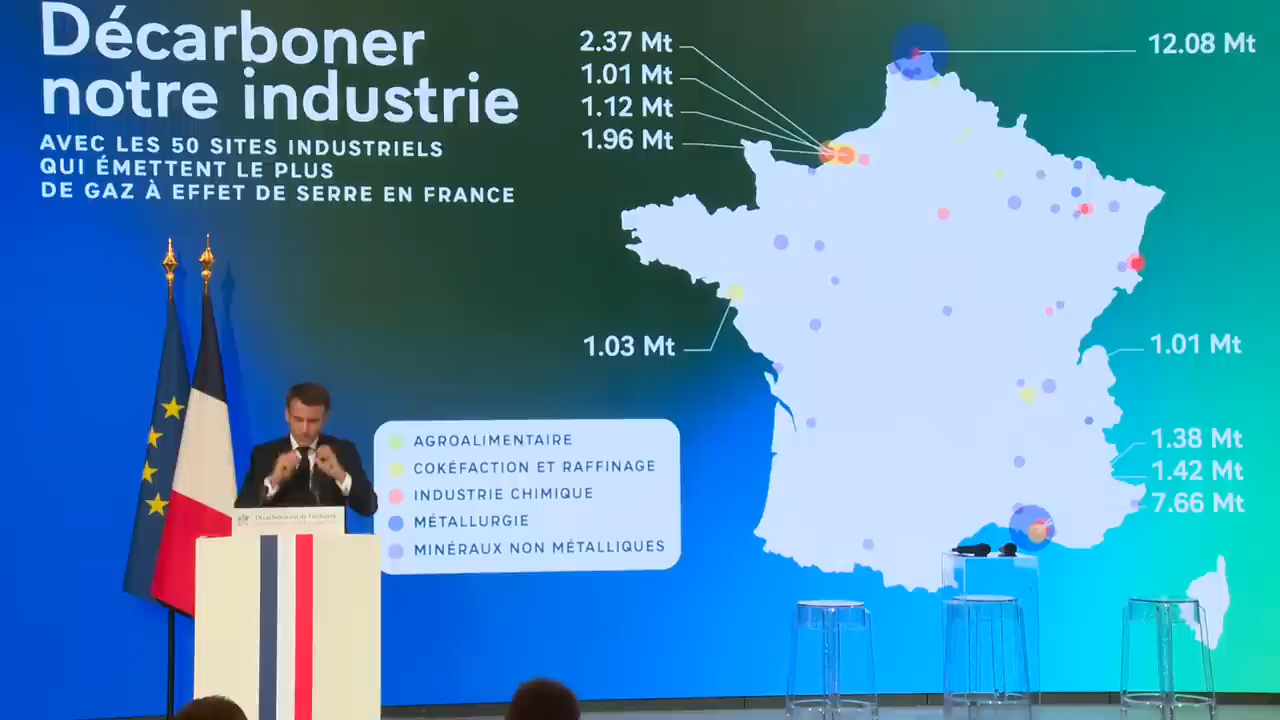 Décarboner
notre industrie
AVEC LES 50 SITES INDUSTRIELS
QUI ÉMETTENT LE PLUS
DE GAZ À EFFET DE SERRE EN FRANCE
2.37 Mt
1.01 Mt
1.12 Mt
1.96 Mt
12.08 Mt
1.03 Mt
1.01 Mt
1.38 Mt
1.42 Mt
7.66 Mt
AGROALIMENTAIRE
COKÉFACTION ET RAFFINAGE
INDUSTRIE CHIMIQUE
MÉTALLURGIE
MINÉRAUX NON MÉTALLIQUES
Décarbonation de l'industrie